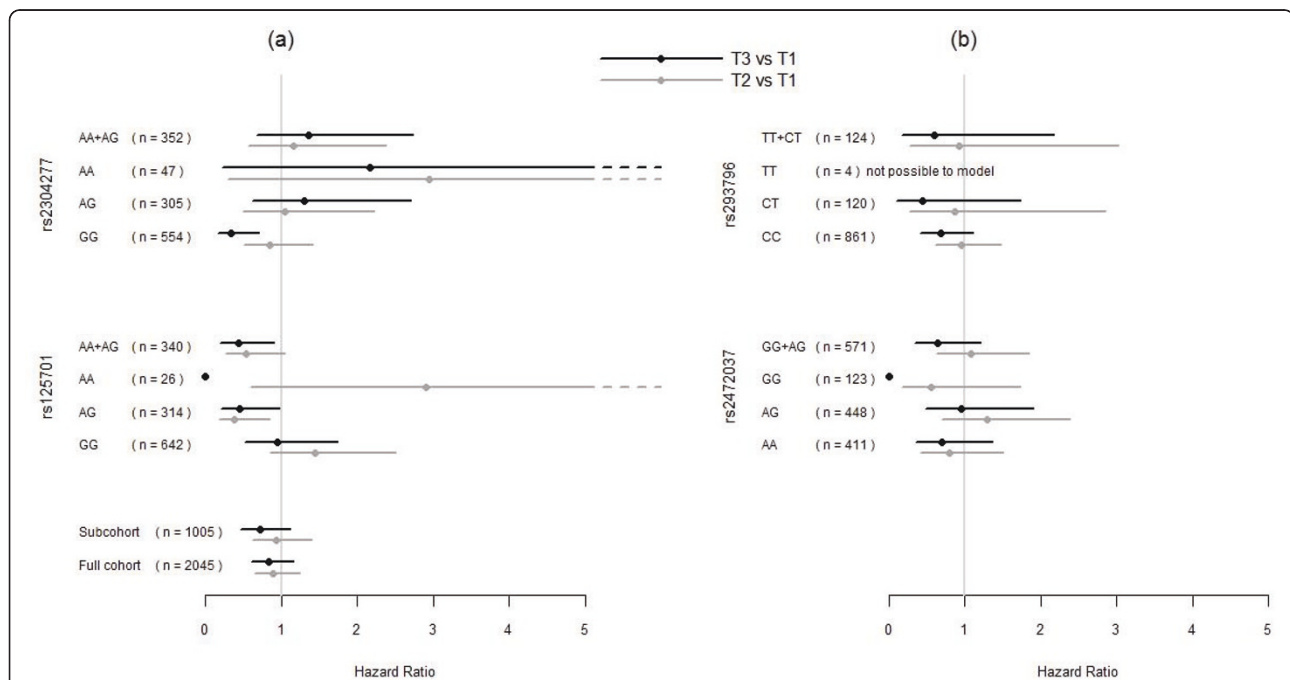 (a)
(b)
T3 vs T1
T2 vs T1
rs2304277
AA+AG ( n = 352 )
AA ( n = 47 )
AG ( n = 305 )
GG ( n = 554 )
rs125701
AA+AG ( n = 340 )
AA ( n = 26 )
AG ( n = 314 )
GG ( n = 642 )
Subcohort ( n = 1005 )
Full cohort ( n = 2045 )
0 1 2 3 4 5
Hazard Ratio
rs293796
TT+CT ( n = 124 )
TT ( n = 4 ) not possible to model
CT ( n = 120 )
CC ( n = 861 )
rs2472037
GG+AG ( n = 571 )
GG ( n = 123 )
AG ( n = 448 )
AA ( n = 411 )
0 1 2 3 4 5
Hazard Ratio